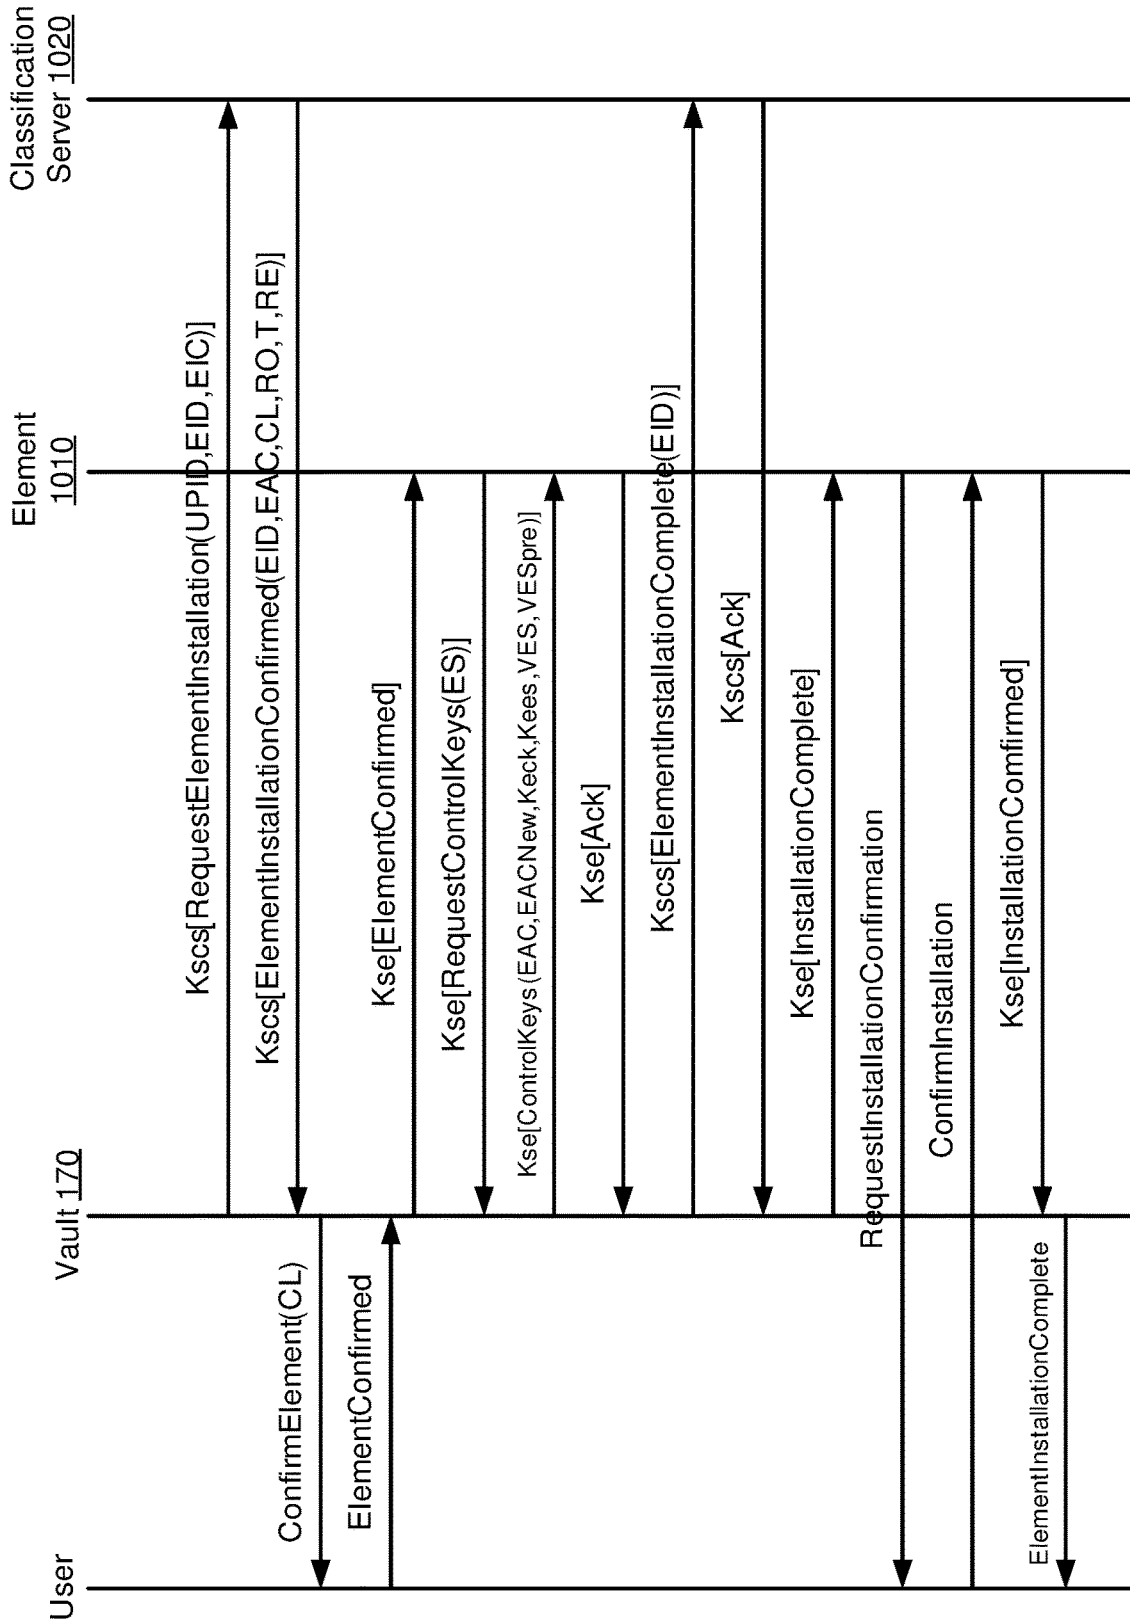 User
Vault 170
Element
1010
Classification
Server 1020
Kscs[RequestElementInstallation(UPID,EID,EIC)]
Kscs[ElementInstallationConfirmed(EID,EAC,CL,RO,T,RE)]
ConfirmElement(CL)
ElementConfirmed
Kse[ElementConfirmed]
Kse[RequestControlKeys(ES)]
Kse[ControlKeys(EAC,EACNew,Keck,Kees,VES,VESpre)]
Kse[Ack]
Kscs[ElementInstallationComplete(EID)]
Kscs[Ack]
Kse[InstallationComplete]
RequestInstallationConfirmation
ConfirmInstallation
Kse[InstallationComfirmed]
ElementInstallationComplete